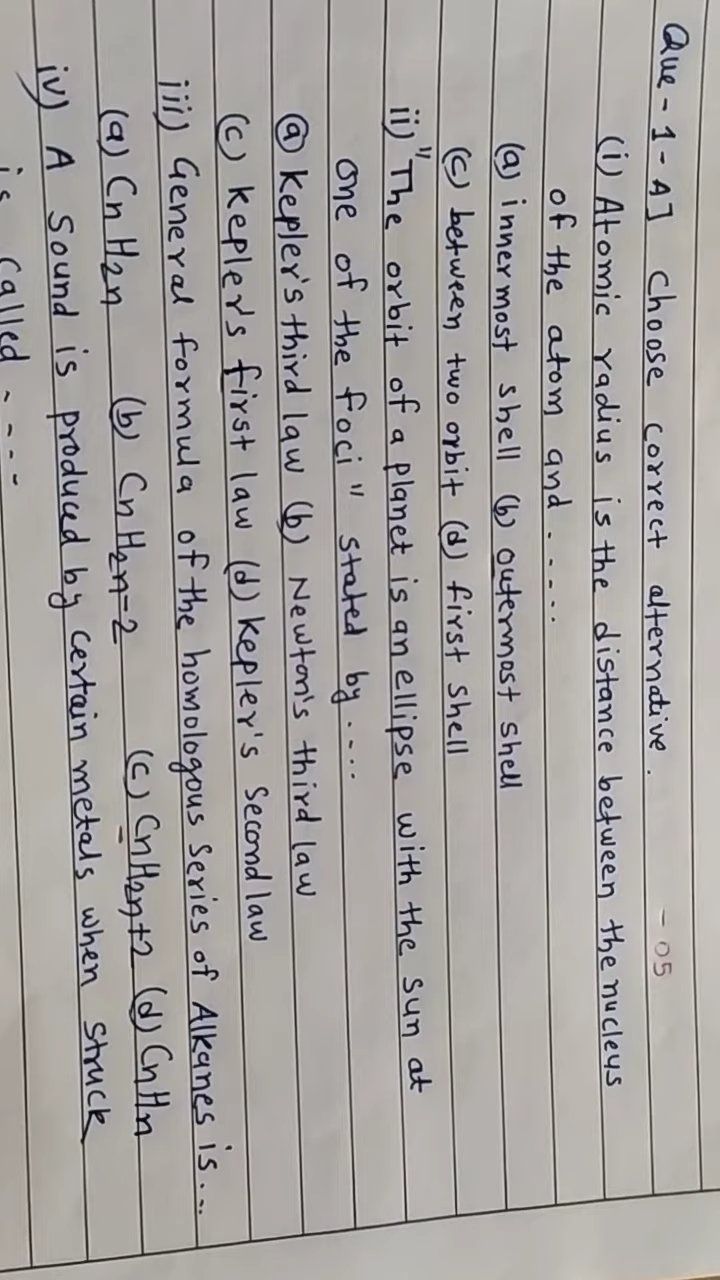 Que-1-A] Choose correct alternative. - 05
(i) Atomic radius is the distance between the nucleus
of the atom and.....
(a) innermost shell (b) outermost shell
(c) between two orbit (d) first shell
ii) "The orbit of a planet is an ellipse with the sun at
one of the foci" stated by....
(a) Kepler's third law (b) Newton's third law
(c) Kepler's first law (d) Kepler's Second law
iii) General formula of the homologous series of Alkanes is...
(a) CnH2n (b) CnH2n-2 (c) CnH2n+2 (d) CnHn
iv) A Sound is produced by certain metals when struck
is called ----